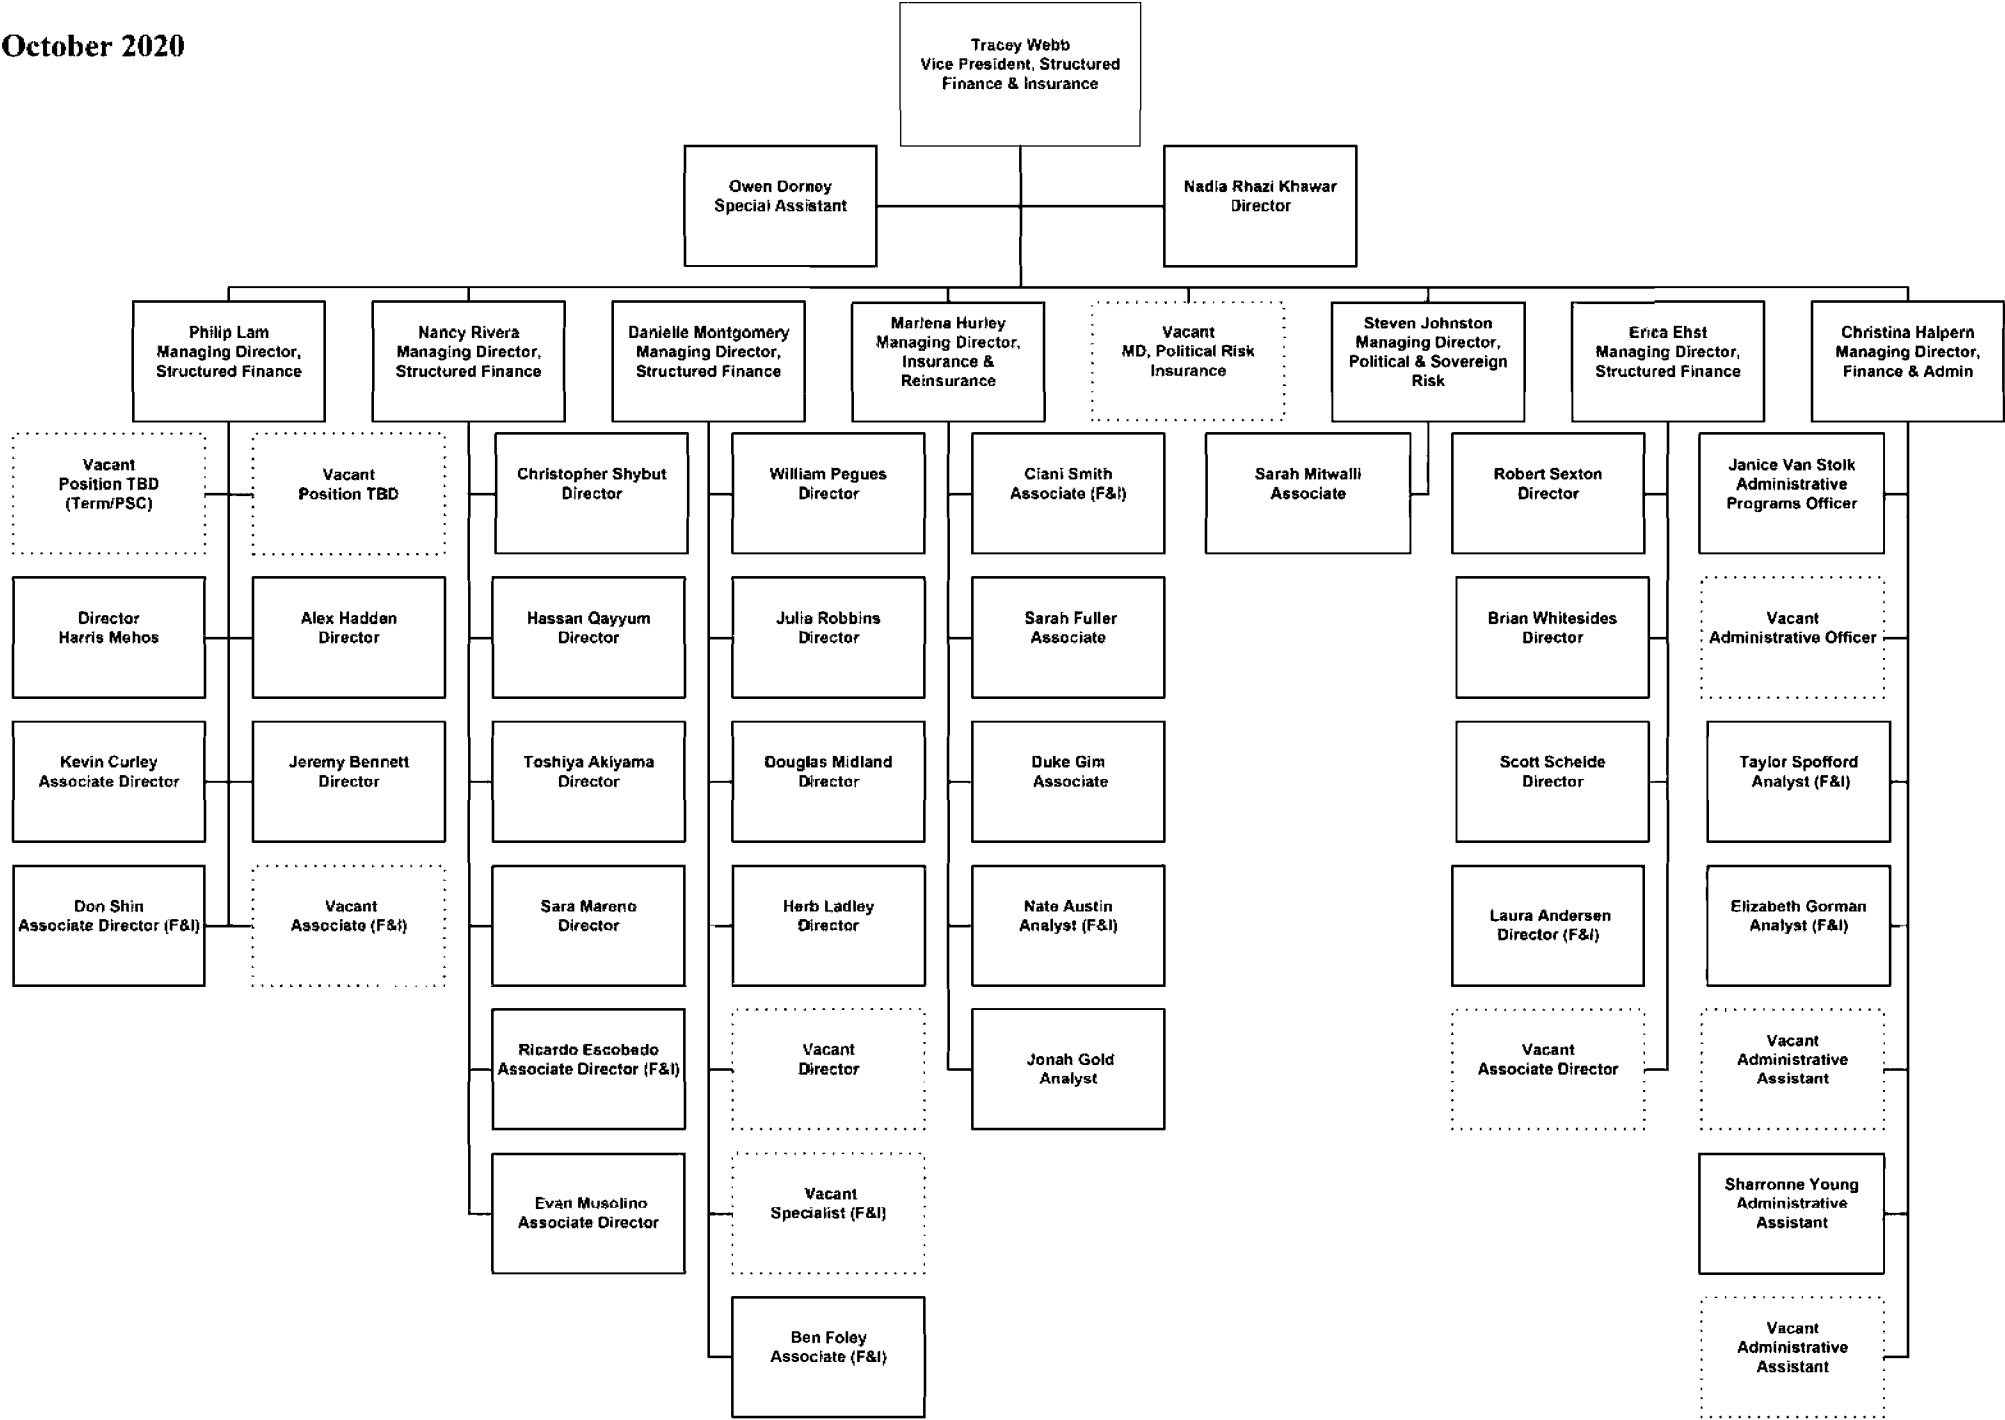 October 2020
Tracey Webb
Vice President, Structured
Finance & Insurance
Owen Dorney
Special Assistant
Nadia Rhazi Khawar
Director
Philip Lam
Managing Director,
Structured Finance
Nancy Rivera
Managing Director,
Structured Finance
Danielle Montgomery
Managing Director,
Structured Finance
Marlena Hurley
Managing Director,
Insurance &
Reinsurance
Vacant
MD, Political Risk
Insurance
Steven Johnston
Managing Director,
Political & Sovereign
Risk
Erica Ehst
Managing Director,
Structured Finance
Christina Halpern
Managing Director,
Finance & Admin
Vacant
Position TBD
(Term/PSC)
Vacant
Position TBD
Christopher Shybut
Director
William Pegues
Director
Ciani Smith
Associate (F&I)
Sarah Mitwalli
Associate
Robert Sexton
Director
Janice Van Stolk
Administrative
Programs Officer
Director
Harris Mehos
Alex Hadden
Director
Hassan Qayyum
Director
Julia Robbins
Director
Sarah Fuller
Associate
Brian Whitesides
Director
Vacant
Administrative Officer
Kevin Curley
Associate Director
Jeremy Bennett
Director
Toshiya Akiyama
Director
Douglas Midland
Director
Duke Gim
Associate
Scott Scheide
Director
Taylor Spofford
Analyst (F&I)
Don Shin
Associate Director (F&I)
Vacant
Associate (F&I)
Sara Mareno
Director
Herb Ladley
Director
Nate Austin
Analyst (F&I)
Laura Andersen
Director (F&I)
Elizabeth Gorman
Analyst (F&I)
Ricardo Escobedo
Associate Director (F&I)
Vacant
Director
Jonah Gold
Analyst
Vacant
Associate Director
Vacant
Administrative
Assistant
Evan Musolino
Associate Director
Vacant
Specialist (F&I)
Sharronne Young
Administrative
Assistant
Ben Foley
Associate (F&I)
Vacant
Administrative
Assistant